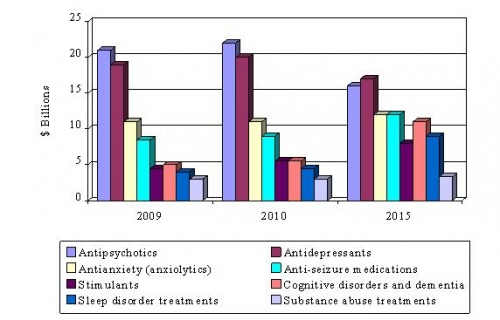 25
20
15
10
5
0
$ Billions
2009 2010 2015
Antipsychotics Antidepressants
Antianxiety (anxiolytics) Anti-seizure medications
Stimulants Cognitive disorders and dementia
Sleep disorder treatments Substance abuse treatments